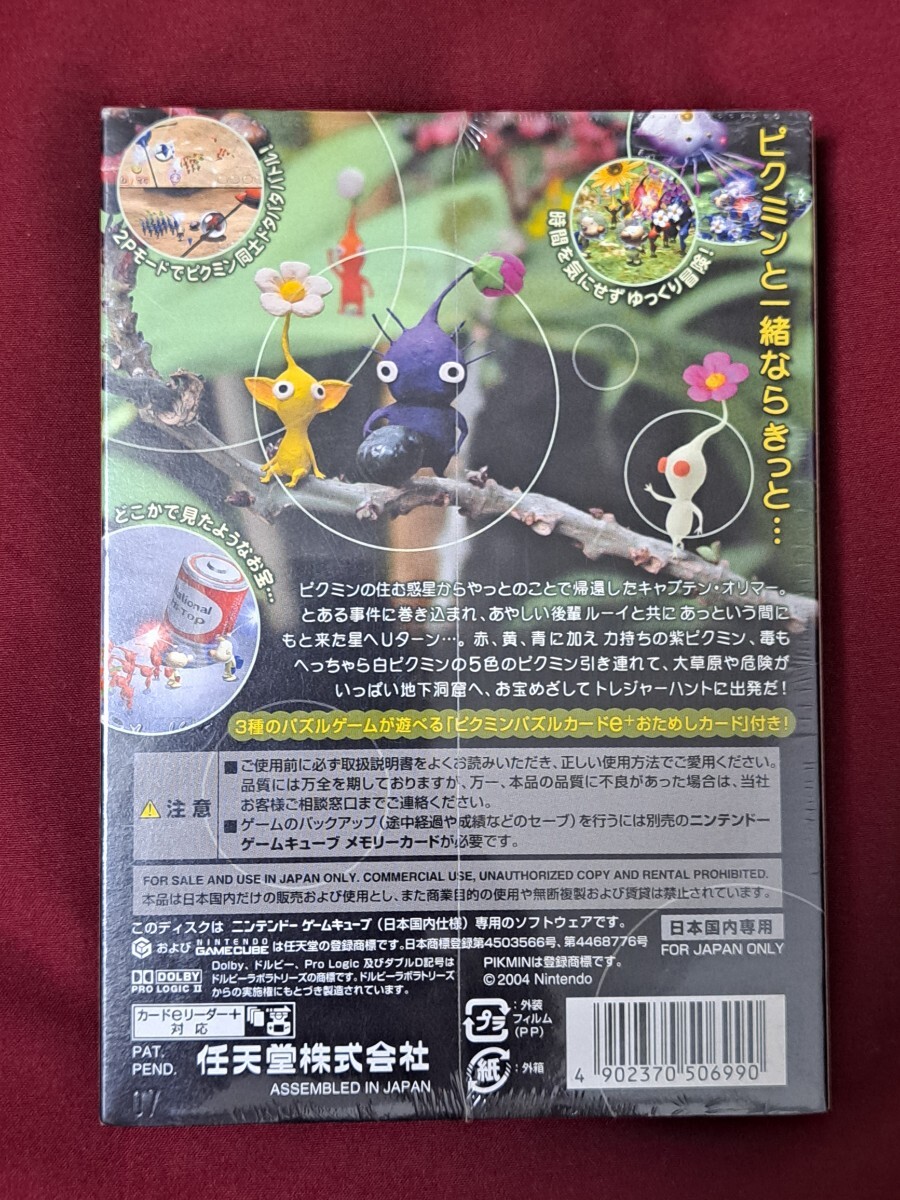 ピクミンと一緒ならきっと…
2Pモードでピクミン同士ドタバタバトル!
時間を気にせず ゆっくり冒険!
どこかで見たようなお宝…
ピクミンの住む惑星からやっとのことで帰還したキャプテン・オリマー。
とある事件に巻き込まれ、あやしい後輩 ルーイと共に あっという間に
もと来た星へUターン…。 赤、黄、青に加え 力持ちの紫ピクミン、毒も
へっちゃら白ピクミンの5色のピクミン引き連れて、大草原や危険が
いっぱい地下洞窟へ、お宝めざしてトレジャーハントに出発だ!
3種のパズルゲームが遊べる「ピクミンパズルカードe+おためしカード」付き!
注意
■ご使用前に必ず取扱説明書をよくお読みいただき、正しい使用方法でご愛用ください。
品質には万全を期しておりますが、万一、本品の品質に不良があった場合は、当社
お客様ご相談窓口までご連絡ください。
■ゲームのバックアップ(途中経過や成績などのセーブ)を行うには別売のニンテンドー
ゲームキューブ メモリーカードが必要です。
FOR SALE AND USE IN JAPAN ONLY. COMMERCIAL USE, UNAUTHORIZED COPY AND RENTAL PROHIBITED.
本品は日本国内だけの販売および使用とし、また商業目的の使用や無断複製および賃貸は禁止されています。
このディスクは ニンテンドー ゲームキューブ(日本国内仕様)専用のソフトウェアです。
および NINTENDO GAMECUBE は任天堂の登録商標です。日本商標登録第4503566号、第4468776号
日本国内専用
FOR JAPAN ONLY
DOLBY
PRO LOGIC II
Dolby、ドルビー、Pro Logic 及びダブルD記号は
ドルビーラボラトリーズの商標です。ドルビーラボラトリーズ
からの実施権にもとづき製造されています。
PIKMINは登録商標です。
©2004 Nintendo
カードeリーダー+
対応
PAT.
PEND.
任天堂株式会社
ASSEMBLED IN JAPAN
プラ
:外装
フィルム
(PP)
紙
:外箱
4 902370 506990